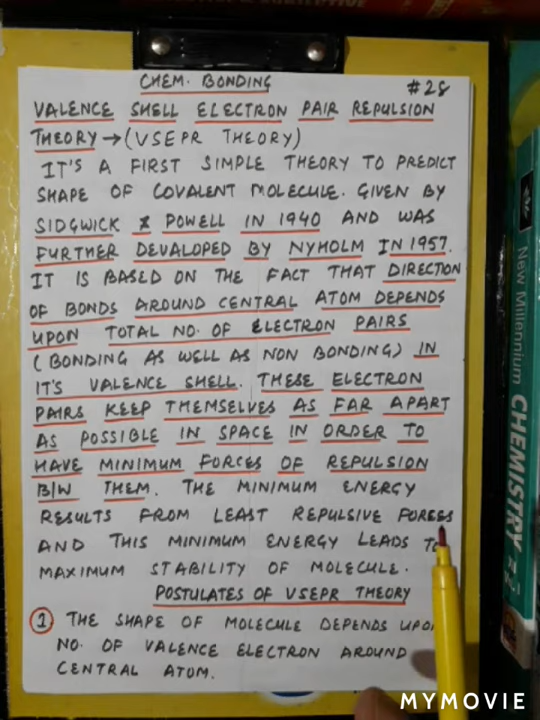 CHEM. BONDING #28
VALENCE SHELL ELECTRON PAIR REPULSION
THEORY → (VSEPR THEORY)
IT'S A FIRST SIMPLE THEORY TO PREDICT
SHAPE OF COVALENT MOLECULE. GIVEN BY
SIDGWICK & POWELL IN 1940 AND WAS
FURTHER DEVALOPED BY NYHOLM IN 1957.
IT IS BASED ON THE FACT THAT DIRECTION
OF BONDS AROUND CENTRAL ATOM DEPENDS
UPON TOTAL NO. OF ELECTRON PAIRS
(BONDING AS WELL AS NON BONDING) IN
IT'S VALENCE SHELL. THESE ELECTRON
PAIRS KEEP THEMSELVES AS FAR APART
AS POSSIBLE IN SPACE IN ORDER TO
HAVE MINIMUM FORCES OF REPULSION
B/W THEM. THE MINIMUM ENERGY
RESULTS FROM LEAST REPULSIVE FORCES
AND THIS MINIMUM ENERGY LEADS TO
MAXIMUM STABILITY OF MOLECULE.
POSTULATES OF VSEPR THEORY
1 THE SHAPE OF MOLECULE DEPENDS UPON
NO. OF VALENCE ELECTRON AROUND
CENTRAL ATOM.
New Millennium CHEMISTRY
MYMOVIE